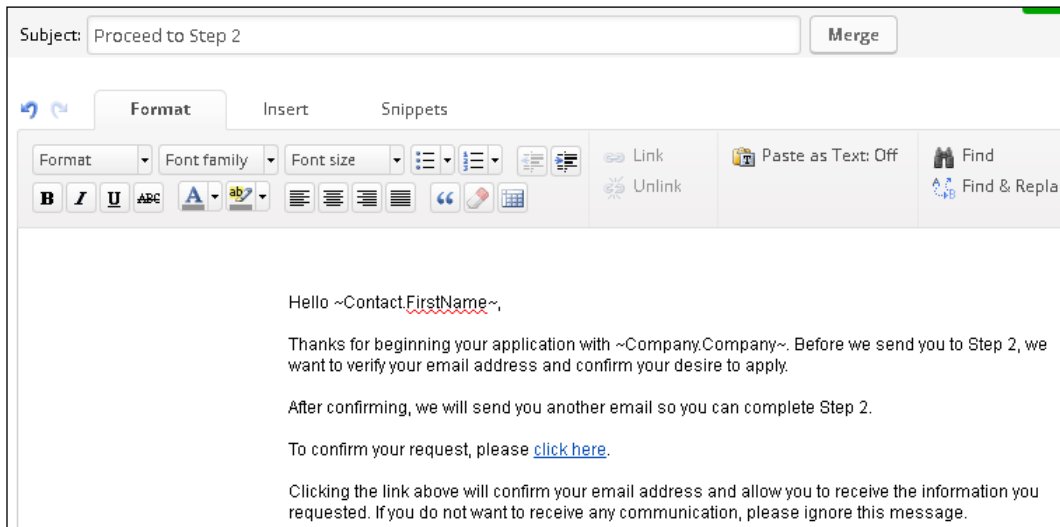 Subject: Proceed to Step 2 Merge
Format Insert Snippets
Format Font family Font size Link Paste as Text: Off Find
B I U ABC A ab Unlink Find & Repla
Hello ~Contact.FirstName~,
Thanks for beginning your application with ~Company.Company~. Before we send you to Step 2, we
want to verify your email address and confirm your desire to apply.
After confirming, we will send you another email so you can complete Step 2.
To confirm your request, please click here.
Clicking the link above will confirm your email address and allow you to receive the information you
requested. If you do not want to receive any communication, please ignore this message.